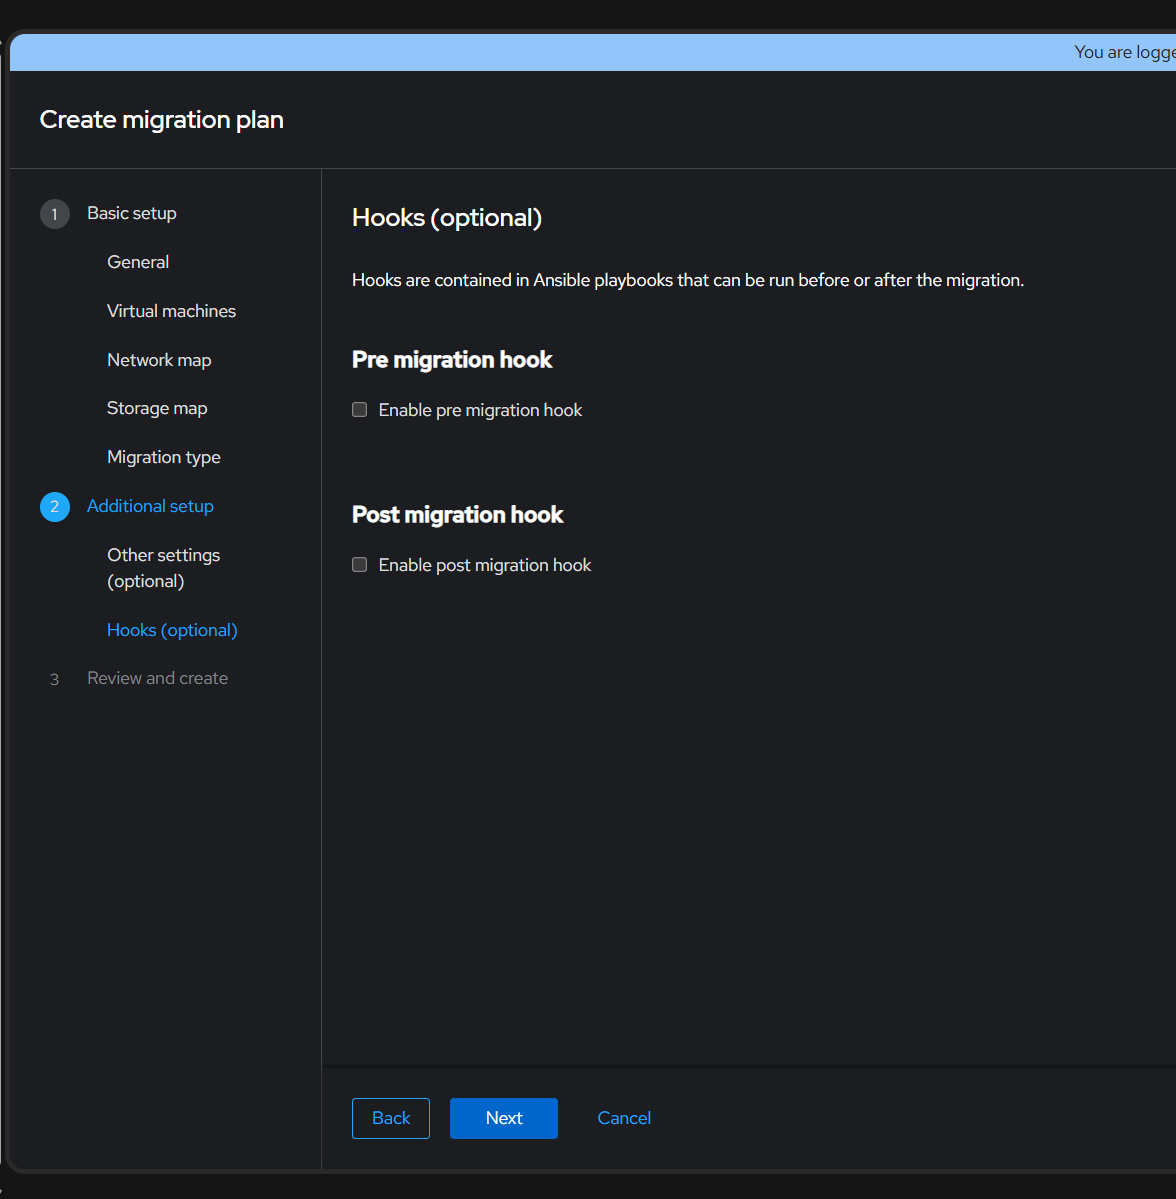 You are logge
Create migration plan
1 Basic setup
General
Virtual machines
Network map
Storage map
Migration type
2 Additional setup
Other settings
(optional)
Hooks (optional)
3 Review and create
Hooks (optional)
Hooks are contained in Ansible playbooks that can be run before or after the migration.
Pre migration hook
Enable pre migration hook
Post migration hook
Enable post migration hook
Back Next Cancel